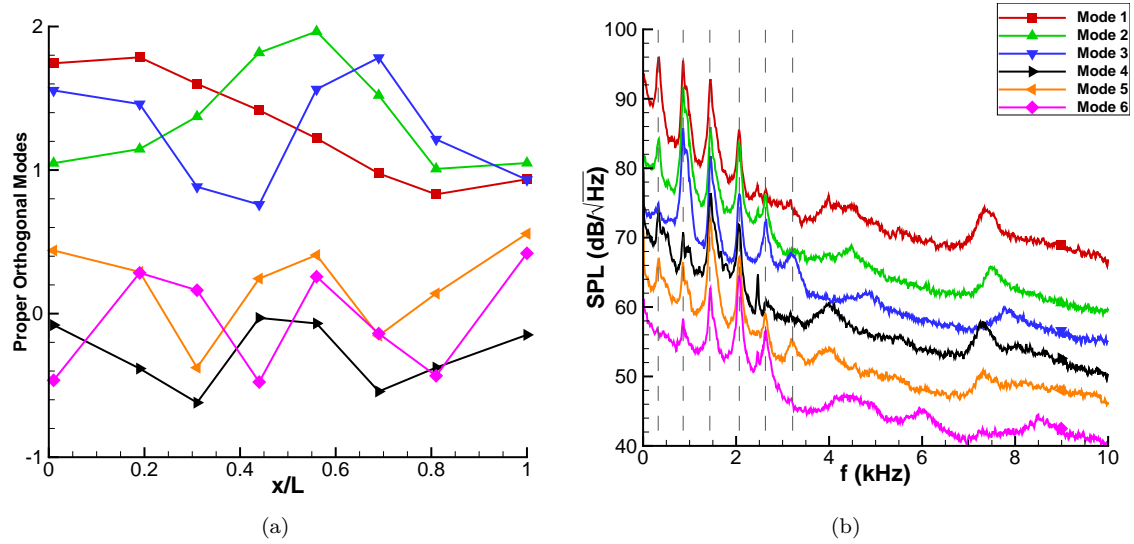 2
1
0
-1
0
0.2
0.4
0.6
0.8
1
Proper Orthogonal Modes
x/L
(a)
Mode 1
Mode 2
Mode 3
Mode 4
Mode 5
Mode 6
100
90
80
70
60
50
40
0
2
4
6
8
10
SPL (dB/√Hz)
f (kHz)
(b)